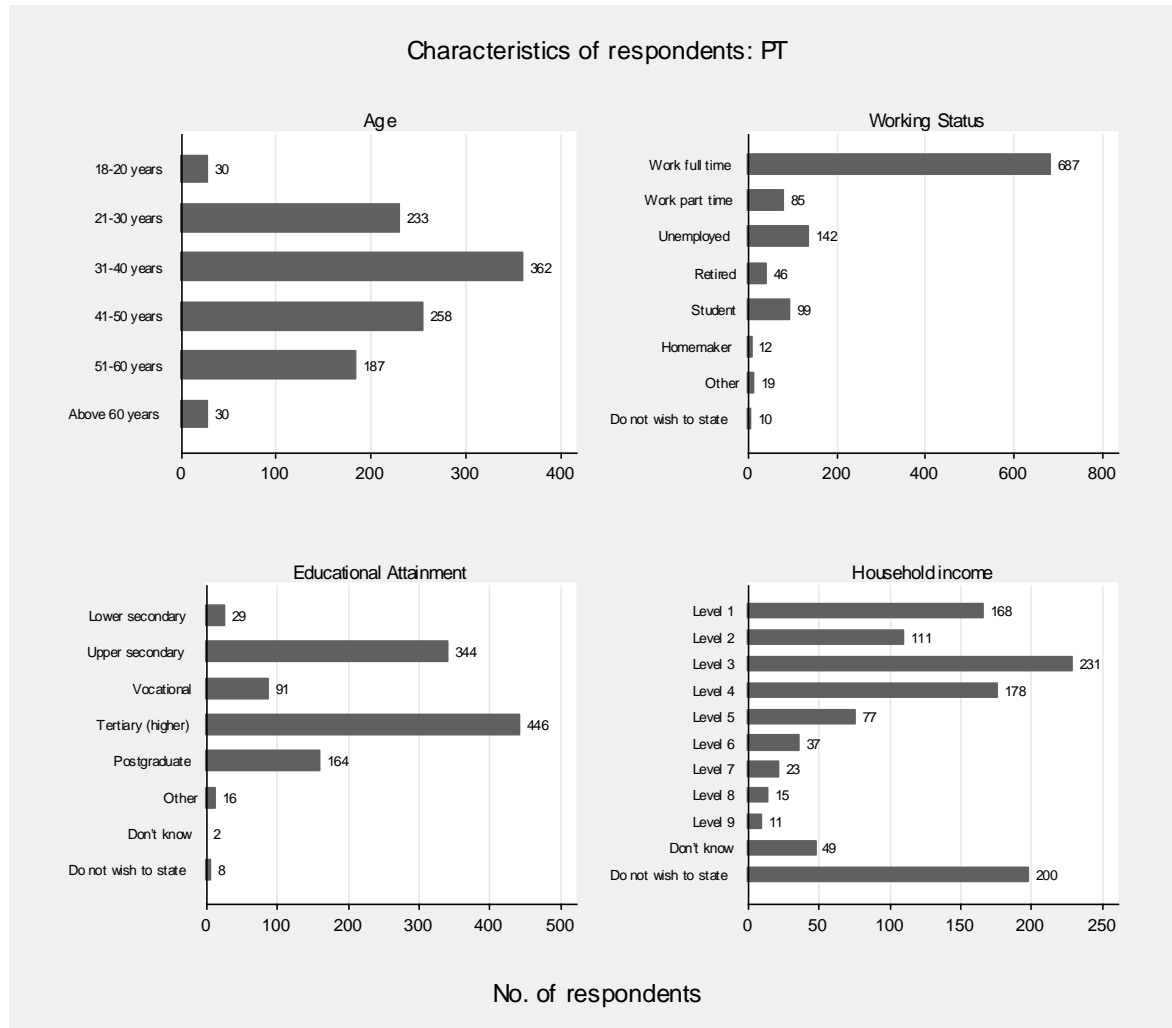 Characteristics of respondents: PT
Age
18-20 years 30
21-30 years 233
31-40 years 362
41-50 years 258
51-60 years 187
Above 60 years 30
0 100 200 300 400
Working Status
Work full time 687
Work part time 85
Unemployed 142
Retired 46
Student 99
Homemaker 12
Other 19
Do not wish to state 10
0 200 400 600 800
Educational Attainment
Lower secondary 29
Upper secondary 344
Vocational 91
Tertiary (higher) 446
Postgraduate 164
Other 16
Don't know 2
Do not wish to state 8
0 100 200 300 400 500
Household income
Level 1 168
Level 2 111
Level 3 231
Level 4 178
Level 5 77
Level 6 37
Level 7 23
Level 8 15
Level 9 11
Don't know 49
Do not wish to state 200
0 50 100 150 200 250
No. of respondents